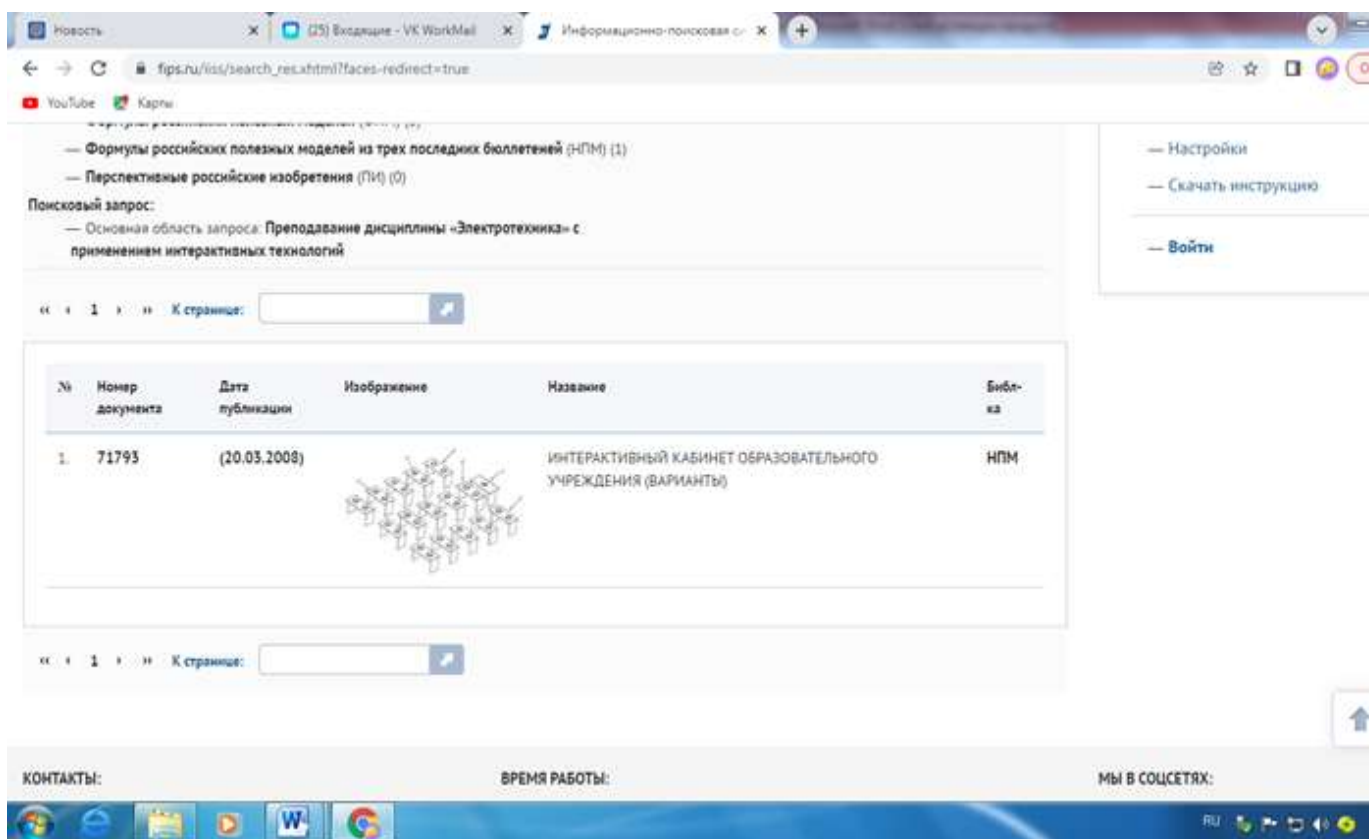 Новость
(25) Входящие - VK WorkMail
Информационно-поисковая
fips.ru/iiss/search_res.xhtml?faces-redirect=true
YouTube Карты
— Формулы российских полезных моделей из трех последних бюллетеней (НПМ) (1)
— Перспективные российские изобретения (ПИ) (0)
Поисковый запрос:
— Основная область запроса: Преподавание дисциплины «Электротехника» с
применением интерактивных технологий
— Настройки
— Скачать инструкцию
— Войти
‹‹ ‹ 1 › ›› К странице:
№ Номер документа Дата публикации Изображение Название Библ-ка
1. 71793 (20.03.2008) ИНТЕРАКТИВНЫЙ КАБИНЕТ ОБРАЗОВАТЕЛЬНОГО НПМ
УЧРЕЖДЕНИЯ (ВАРИАНТЫ)
‹‹ ‹ 1 › ›› К странице:
КОНТАКТЫ: ВРЕМЯ РАБОТЫ: МЫ В СОЦСЕТЯХ:
RU